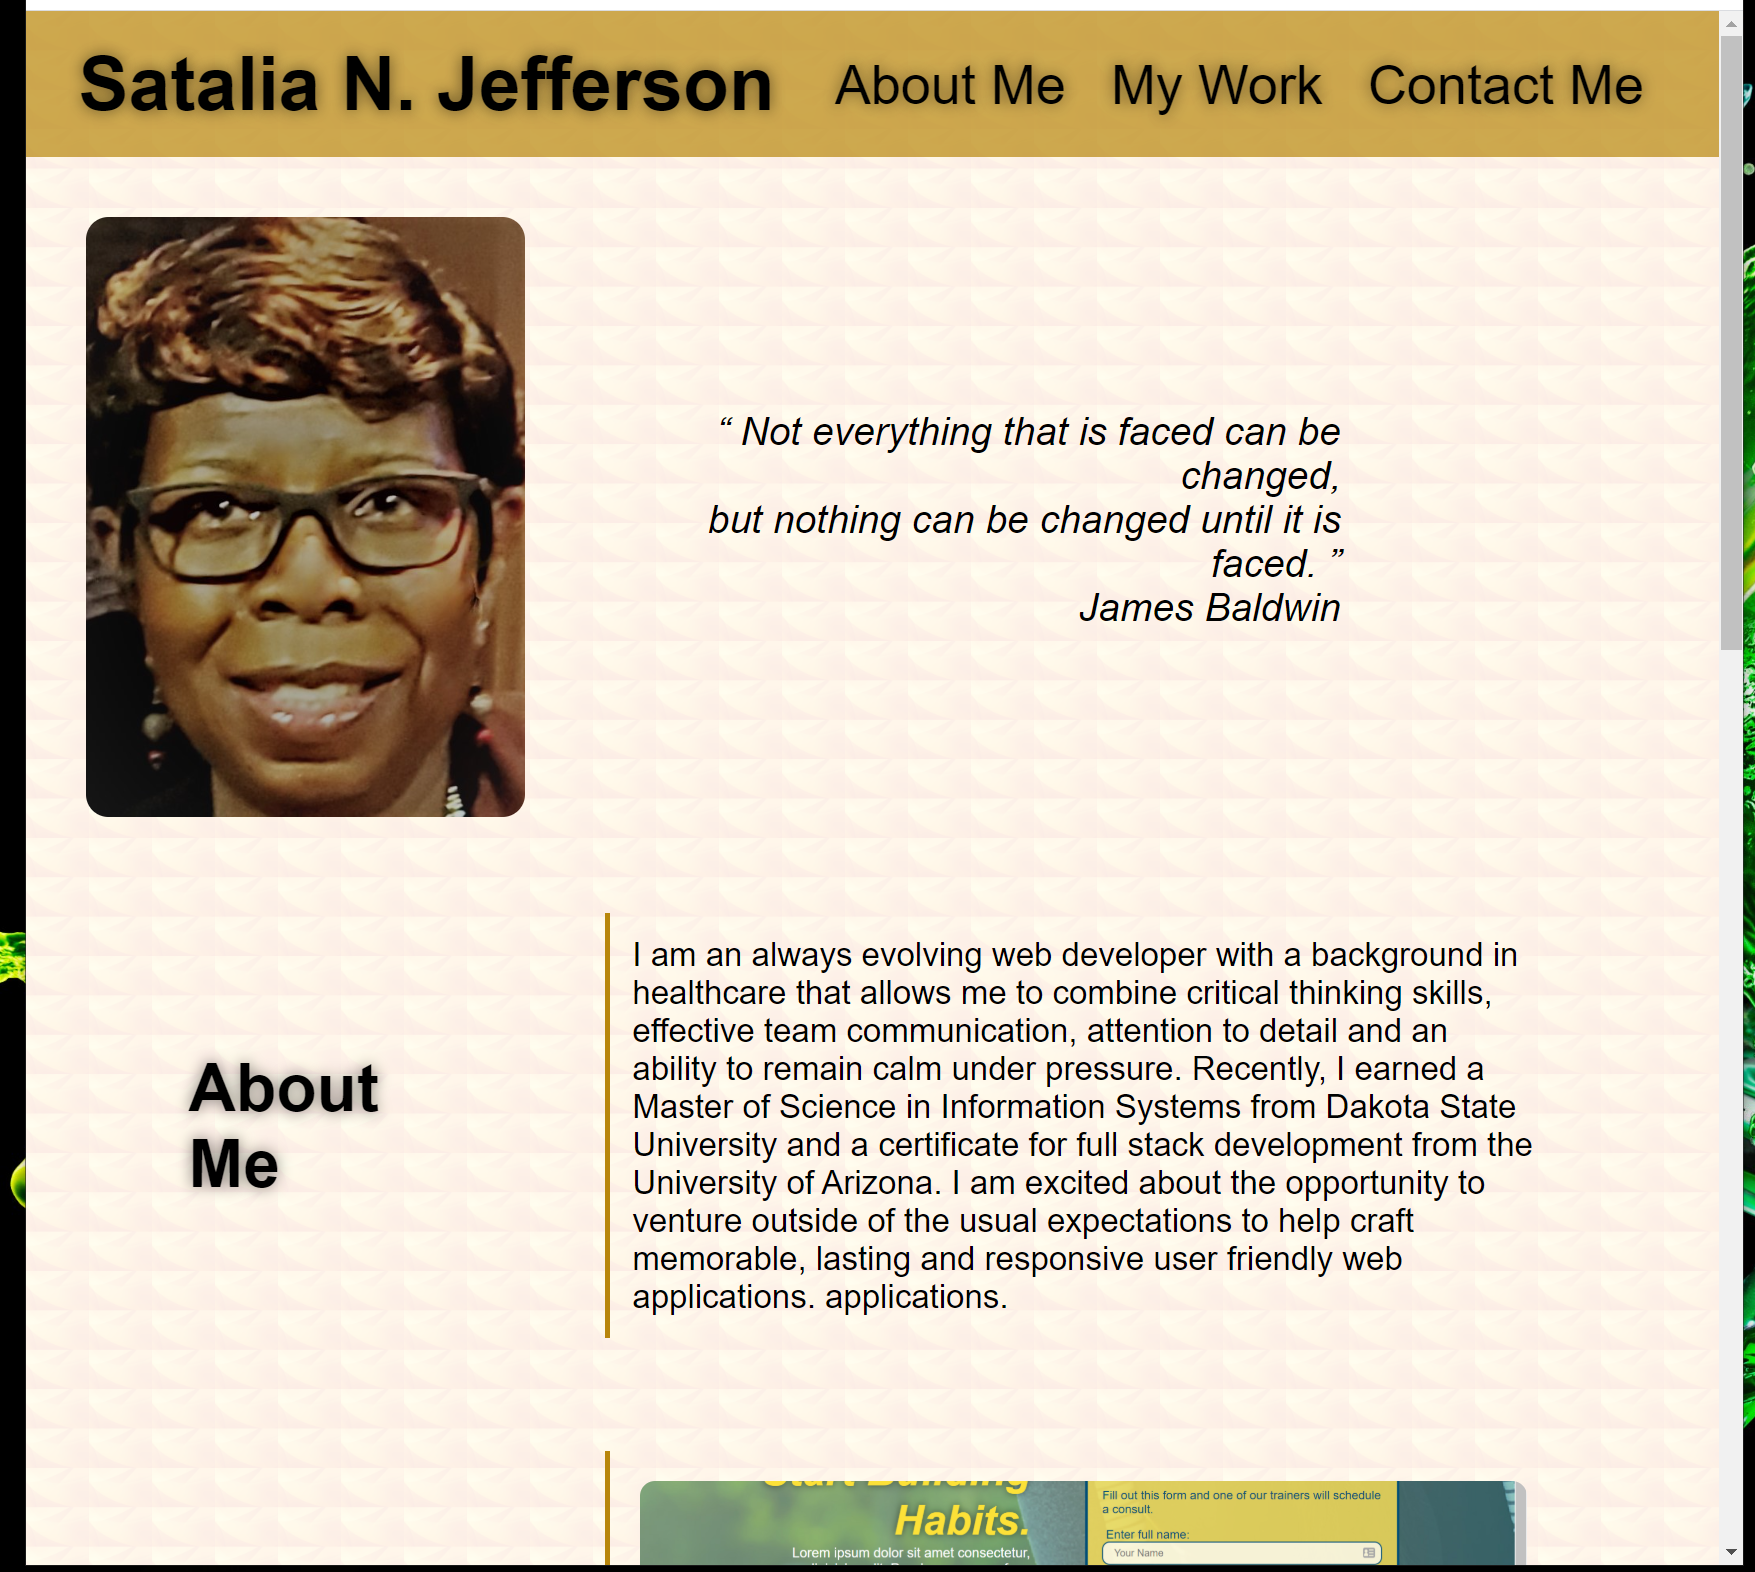 Satalia N. Jefferson About Me My Work Contact Me
“ Not everything that is faced can be
changed,
but nothing can be changed until it is
faced. ”
James Baldwin
About
Me
I am an always evolving web developer with a background in
healthcare that allows me to combine critical thinking skills,
effective team communication, attention to detail and an
ability to remain calm under pressure. Recently, I earned a
Master of Science in Information Systems from Dakota State
University and a certificate for full stack development from the
University of Arizona. I am excited about the opportunity to
venture outside of the usual expectations to help craft
memorable, lasting and responsive user friendly web
applications. applications.
Start Building
Habits.
Lorem ipsum dolor sit amet consectetur,
Fill out this form and one of our trainers will schedule
a consult.
Enter full name:
Your Name